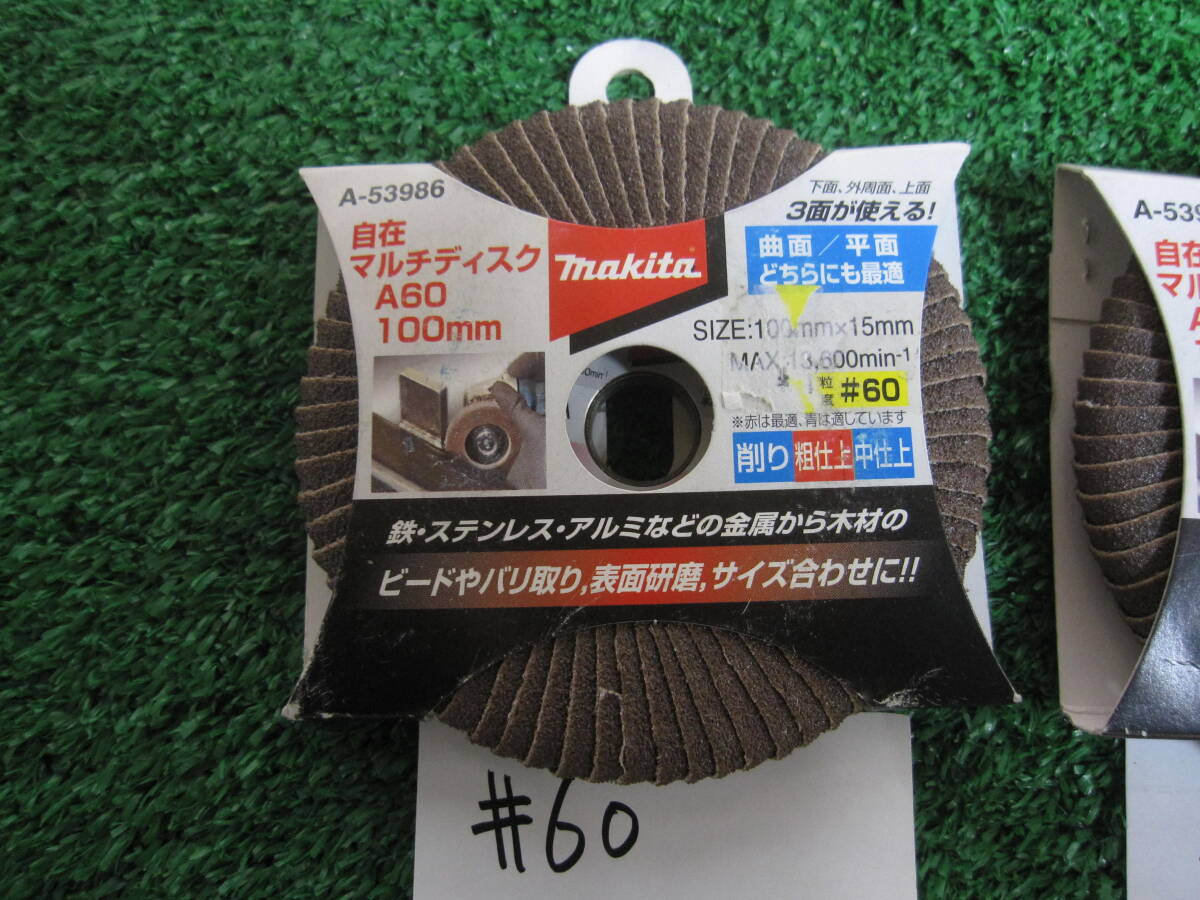 A-53986
自在
マルチディスク
A60
100mm
makita
下面、外周面、上面
3面が使える!
曲面/平面
どちらにも最適
SIZE:100mm×15mm
MAX.13,600min-1
粒度 #60
※赤は最適、青は適しています
削り 粗仕上 中仕上
鉄・ステンレス・アルミなどの金属から木材の
ビードやバリ取り,表面研磨,サイズ合わせに!!
#60
A-539
自在